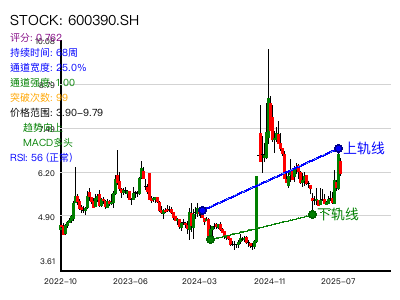 STOCK: 600390.SH
评分: 0.762
持续时间: 68周
通道宽度: 25.0%
通道强度: 1.00
突破次数: 99
价格范围: 3.90~9.79
趋势向上
MACD多头
RSI: 56 (正常)
上轨线
下轨线
6.20
4.90
3.61
2022-10
2023-06
2024-03
2024-11
2025-07